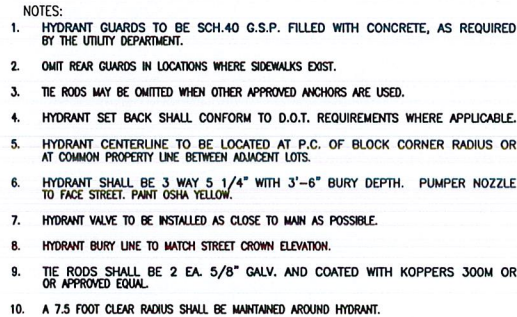 NOTES:
1. HYDRANT GUARDS TO BE SCH.40 G.S.P. FILLED WITH CONCRETE, AS REQUIRED
BY THE UTILITY DEPARTMENT.
2. OMIT REAR GUARDS IN LOCATIONS WHERE SIDEWALKS EXIST.
3. TIE RODS MAY BE OMITTED WHEN OTHER APPROVED ANCHORS ARE USED.
4. HYDRANT SET BACK SHALL CONFORM TO D.O.T. REQUIREMENTS WHERE APPLICABLE.
5. HYDRANT CENTERLINE TO BE LOCATED AT P.C. OF BLOCK CORNER RADIUS OR
AT COMMON PROPERTY LINE BETWEEN ADJACENT LOTS.
6. HYDRANT SHALL BE 3 WAY 5 1/4" WITH 3'-6" BURY DEPTH. PUMPER NOZZLE
TO FACE STREET. PAINT OSHA YELLOW.
7. HYDRANT VALVE TO BE INSTALLED AS CLOSE TO MAIN AS POSSIBLE.
8. HYDRANT BURY LINE TO MATCH STREET CROWN ELEVATION.
9. TIE RODS SHALL BE 2 EA. 5/8" GALV. AND COATED WITH KOPPERS 300M OR
OR APPROVED EQUAL.
10. A 7.5 FOOT CLEAR RADIUS SHALL BE MAINTAINED AROUND HYDRANT.